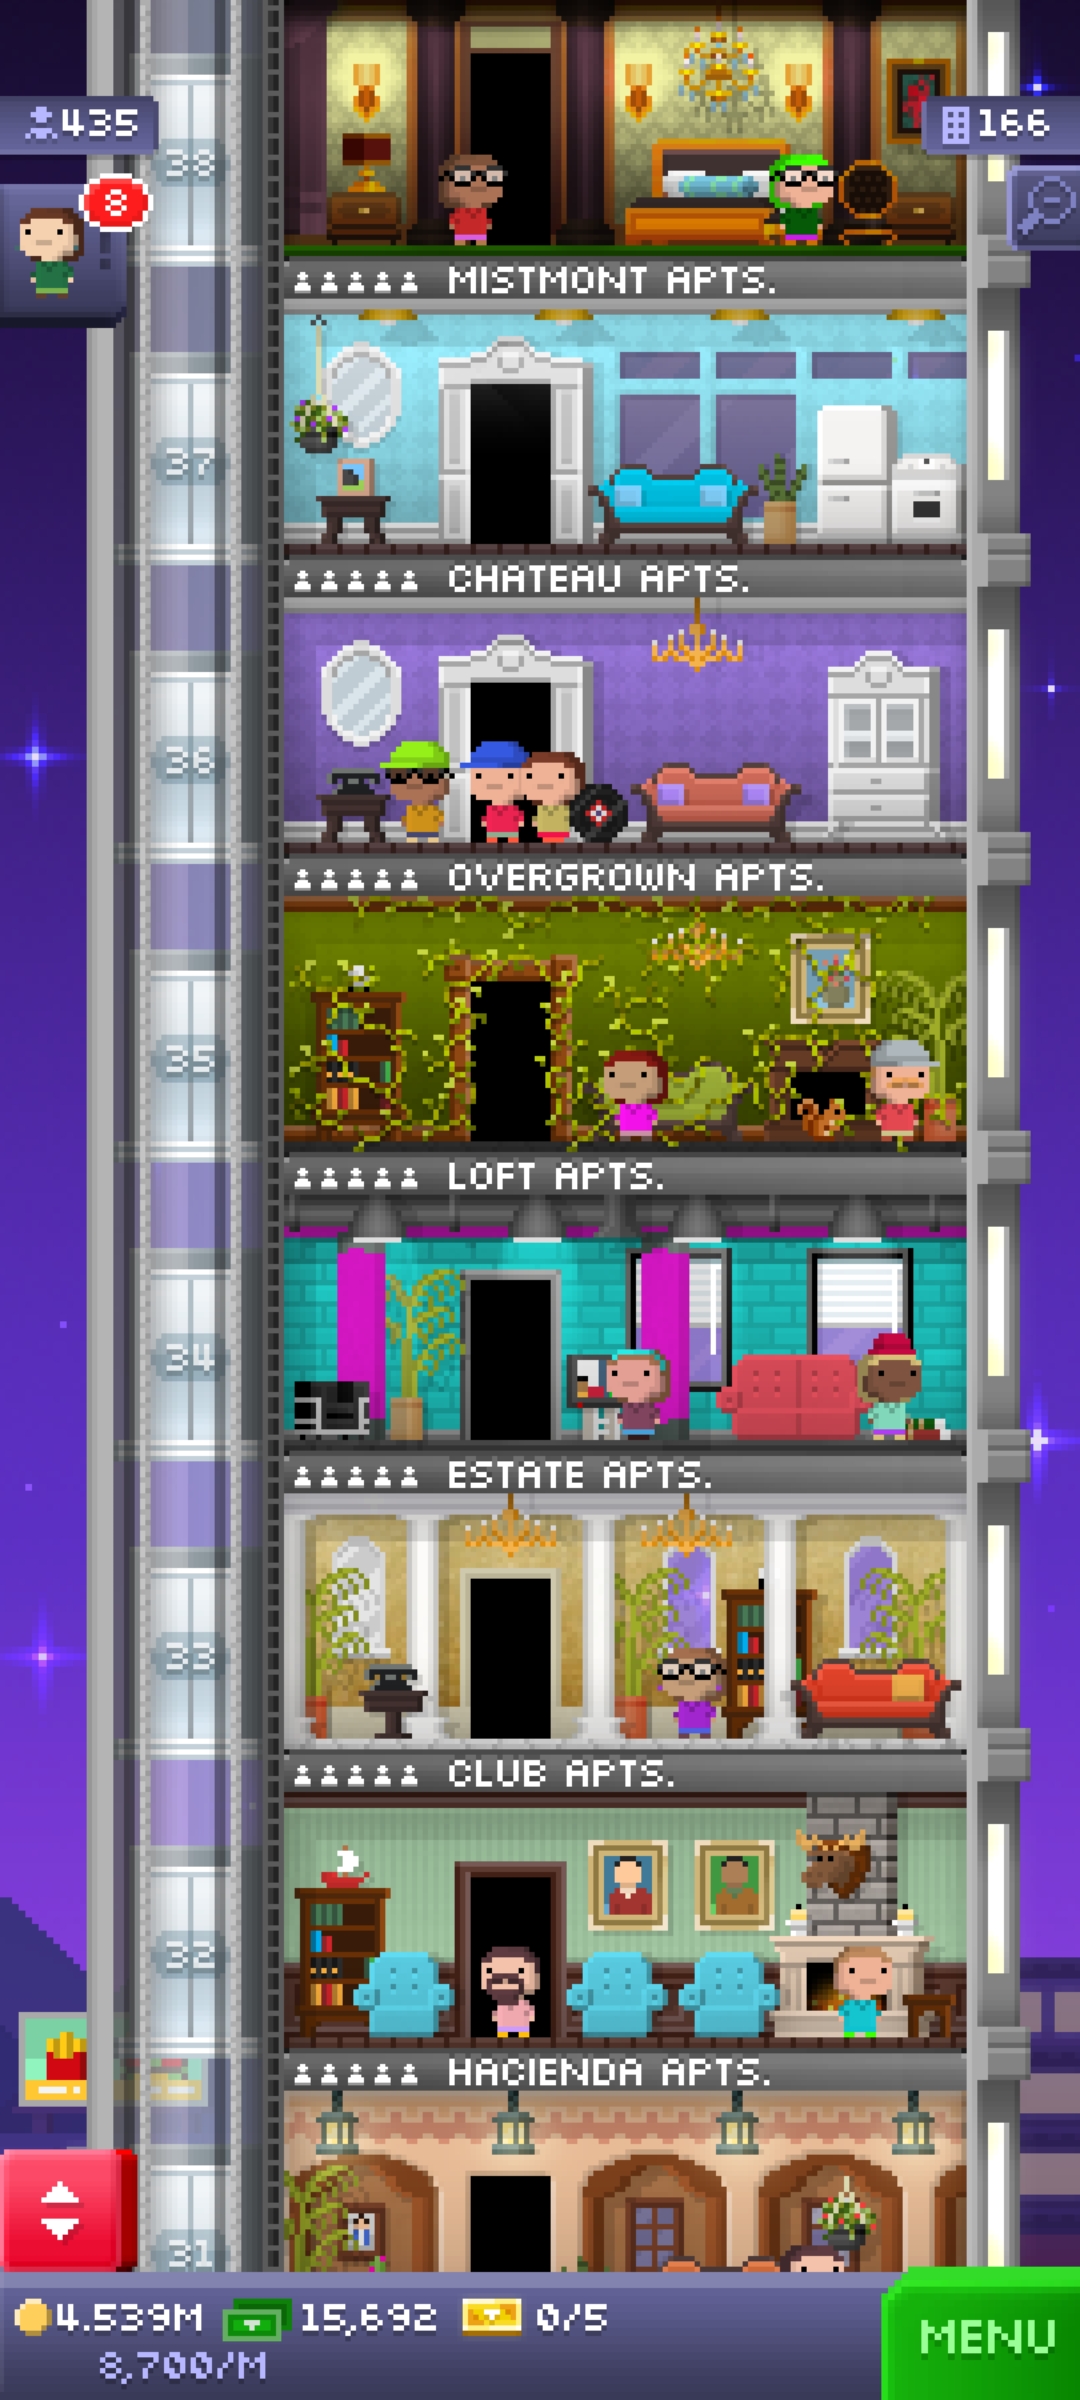 435
166
38
8
MISTMONT APTS.
37
CHATEAU APTS.
36
OVERGROWN APTS.
35
LOFT APTS.
34
ESTATE APTS.
33
CLUB APTS.
32
HACIENDA APTS.
31
4.539M 15,692 0/5
8,700/M
MENU